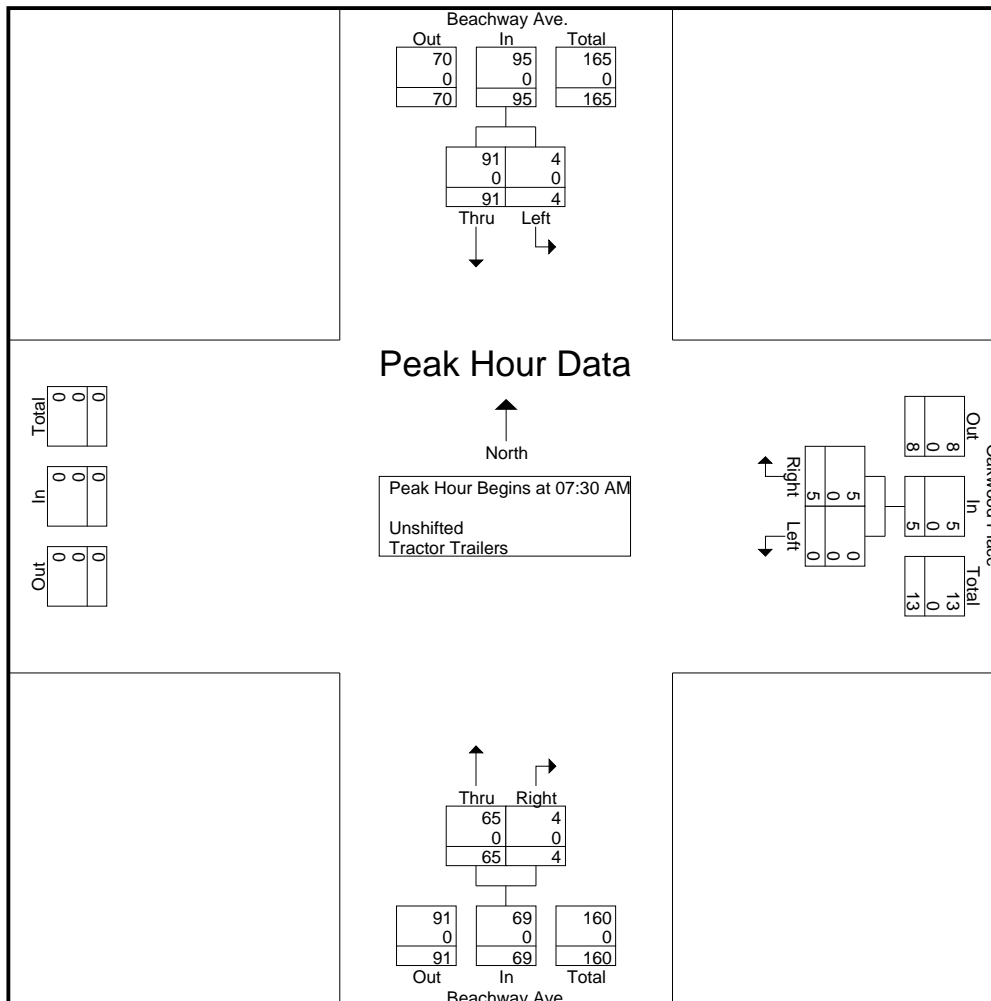 Beachway Ave.
Out In Total
70 95 165
0 0 0
70 95 165
91 4
0 0
91 4
Thru Left
Peak Hour Data
North
Peak Hour Begins at 07:30 AM
Unshifted
Tractor Trailers
Total
0 0 0
In
0 0 0
Out
0 0 0
Right
5 0 5
Left
0 0 0
Out
8 0 8
In
5 0 5
Total
13 0 13
Oakwood Place
Thru Right
65 4
0 0
65 4
91 69 160
0 0 0
91 69 160
Out In Total
Beachway Ave.